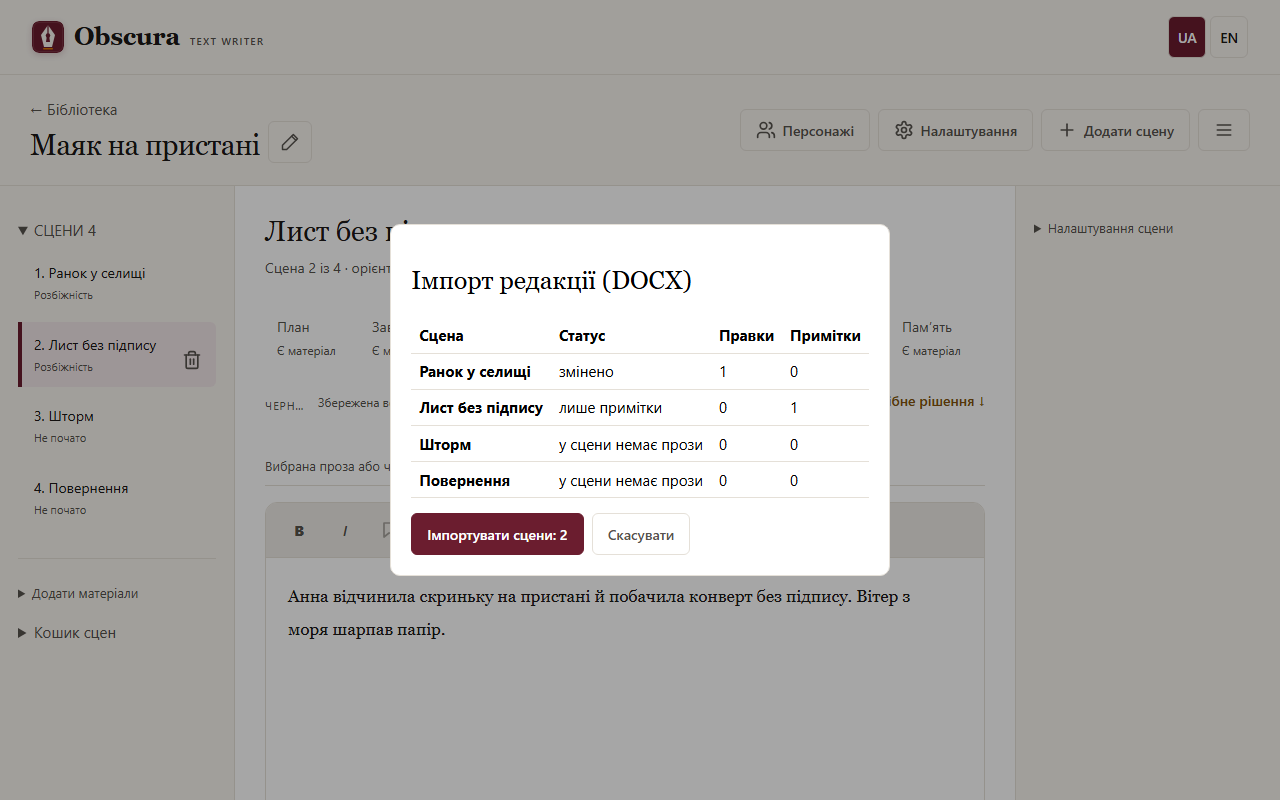 Obscura TEXT WRITER
UA EN
← Бібліотека
Маяк на пристані
Персонажі Налаштування Додати сцену
СЦЕНИ 4
1. Ранок у селищі
Розбіжність
2. Лист без підпису
Розбіжність
3. Шторм
Не почато
4. Повернення
Не почато
Додати матеріали
Кошик сцен
Лист без
Сцена 2 із 4 ·
План
Є матеріал
Пам'ять
Є матеріал
ЧЕРН... Збережена
рішення ↓
Вибрана проза або
B I
Імпорт редакції (DOCX)
Сцена Статус Правки Примітки
Ранок у селищі змінено 1 0
Лист без підпису лише примітки 0 1
Шторм у сцени немає прози 0 0
Повернення у сцени немає прози 0 0
Імпортувати сцени: 2 Скасувати
Анна відчинила скриньку на пристані й побачила конверт без підпису. Вітер з
моря шарпав папір.
Налаштування сцени